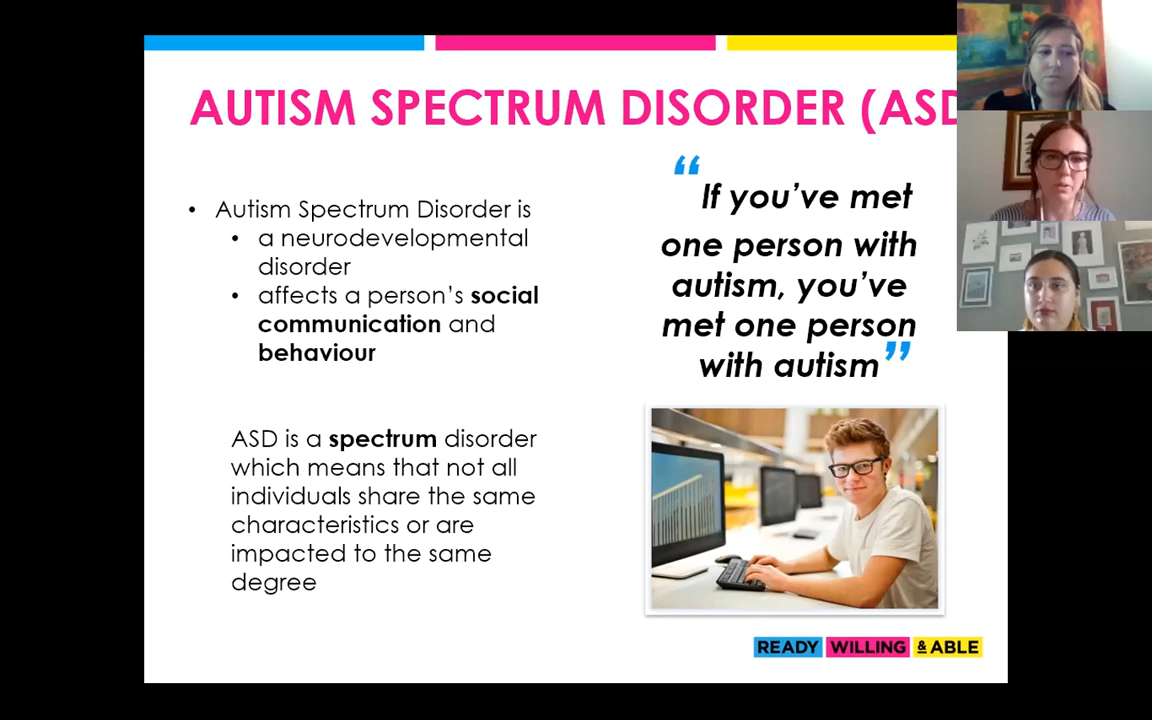 AUTISM SPECTRUM DISORDER (ASD
• Autism Spectrum Disorder is
• a neurodevelopmental
disorder
• affects a person’s social
communication and
behaviour
ASD is a spectrum disorder
which means that not all
individuals share the same
characteristics or are
impacted to the same
degree
“If you’ve met
one person with
autism, you’ve
met one person
with autism”
READY WILLING & ABLE